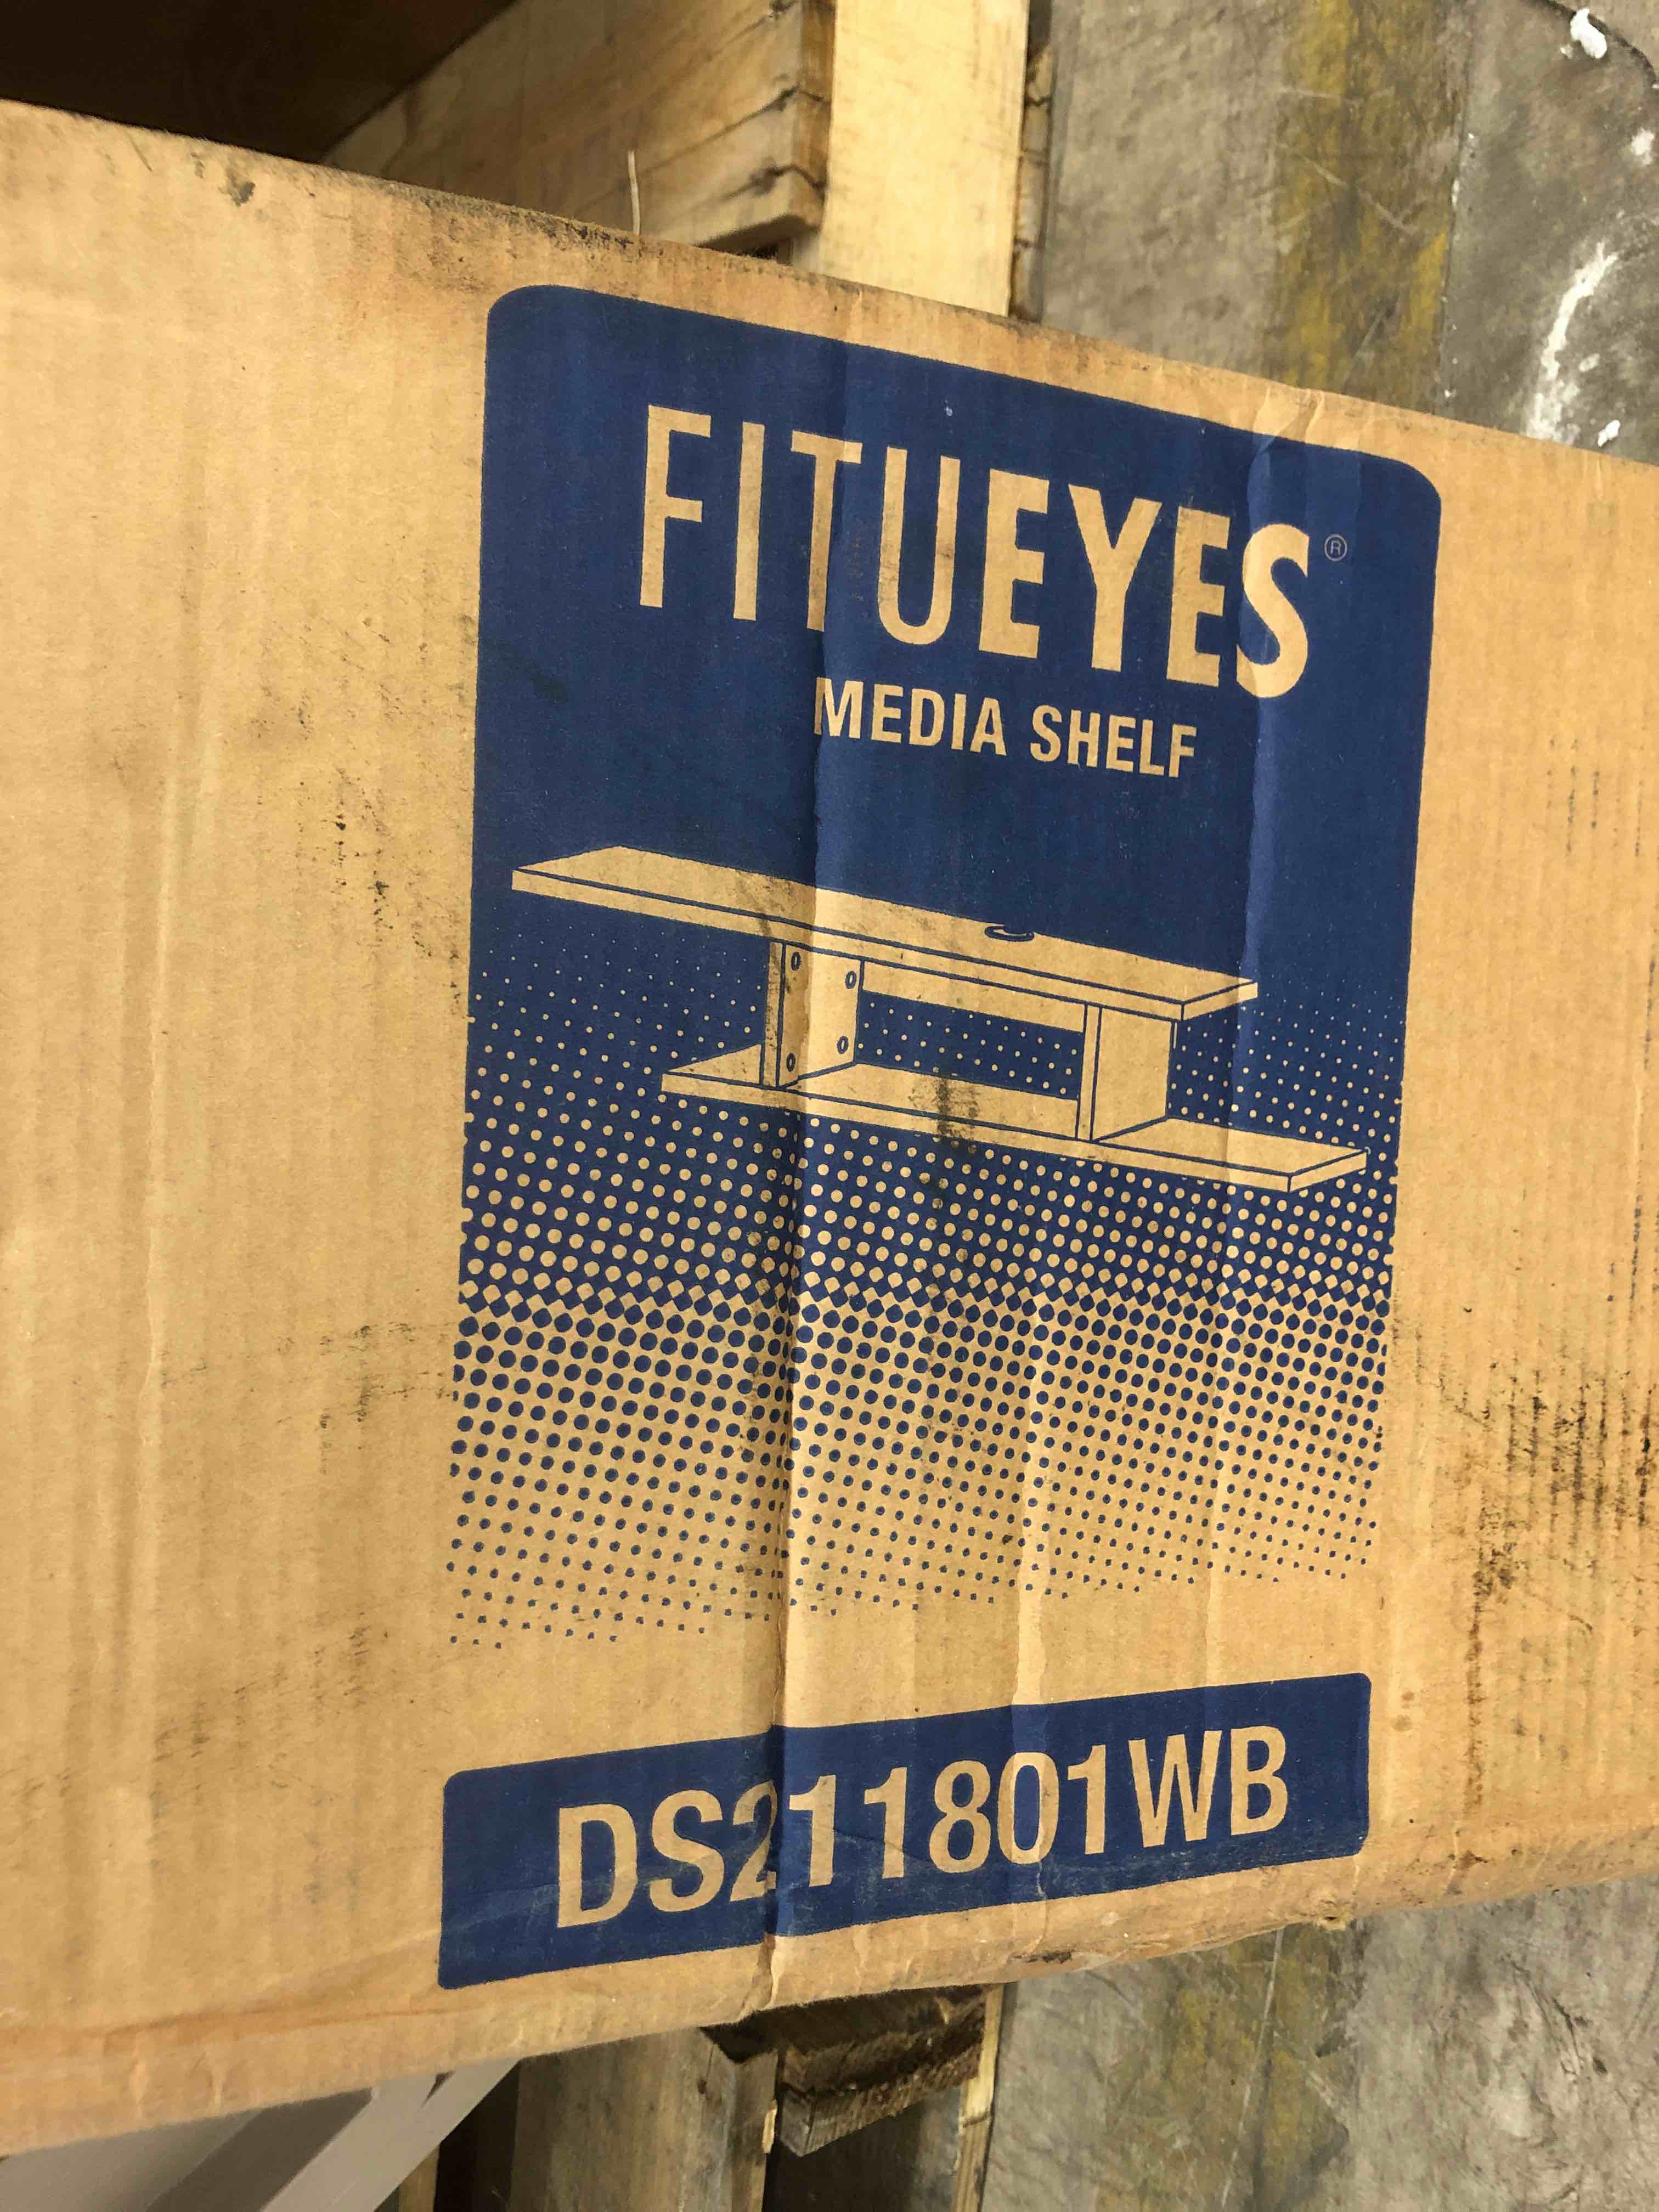 FITUEYES®
MEDIA SHELF
DS211801WB